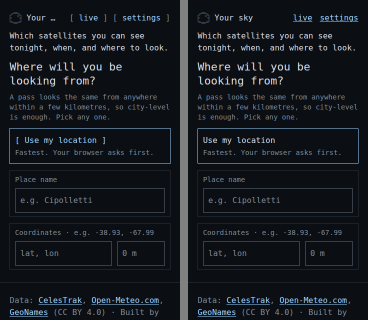 Your … [ live ] [ settings ]
Which satellites you can see
tonight, when, and where to look.
Where will you be
looking from?
A pass looks the same from anywhere
within a few kilometres, so city-level
is enough. Pick any one.
[ Use my location ]
Fastest. Your browser asks first.
Place name
e.g. Cipolletti
Coordinates · e.g. -38.93, -67.99
lat, lon
0 m
Data: CelesTrak, Open-Meteo.com,
GeoNames (CC BY 4.0) · Built by
Your sky live settings
Which satellites you can see
tonight, when, and where to look.
Where will you be
looking from?
A pass looks the same from anywhere
within a few kilometres, so city-level
is enough. Pick any one.
Use my location
Fastest. Your browser asks first.
Place name
e.g. Cipolletti
Coordinates · e.g. -38.93, -67.99
lat, lon
0 m
Data: CelesTrak, Open-Meteo.com,
GeoNames (CC BY 4.0) · Built by